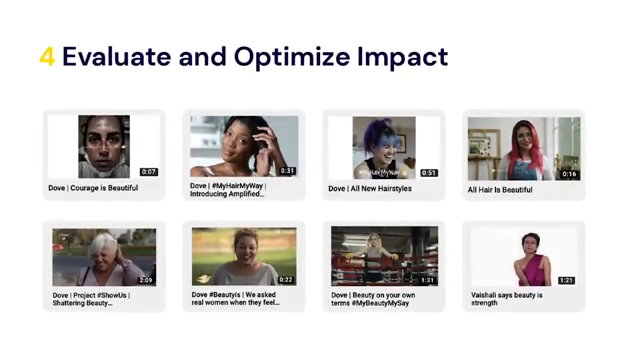 4 Evaluate and Optimize Impact
0:07
Dove | Courage is Beautiful
0:31
Dove | #MyHairMyWay |
Introducing Amplified...
#MyHairMyWay
0:51
Dove | All New Hairstyles
0:16
All Hair Is Beautiful
Dove
2:09
Dove | Project #ShowUs |
Shattering Beauty...
0:22
Dove #BeautyIs | We asked
real women when they feel...
1:31
Dove | Beauty on your own
terms #MyBeautyMySay
1:21
Vaishali says beauty is
strength